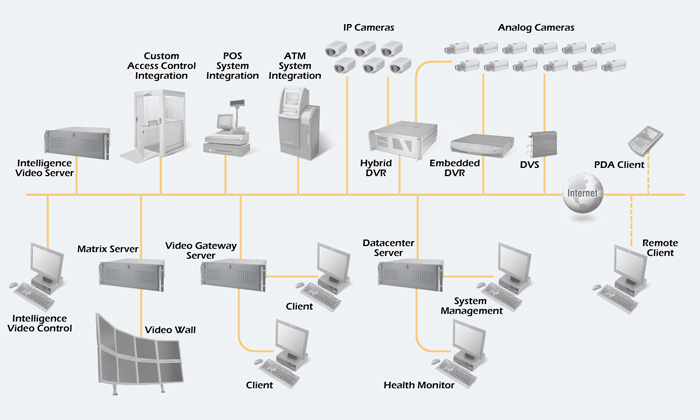 IP Cameras
Analog Cameras
Custom
Access Control
Integration
POS
System
Integration
ATM
System
Integration
Intelligence
Video Server
Hybrid
DVR
Embedded
DVR
DVS
PDA Client
Internet
Matrix Server
Video Gateway
Server
Datacenter
Server
Remote
Client
Intelligence
Video Control
Video Wall
Client
System
Management
Client
Health Monitor